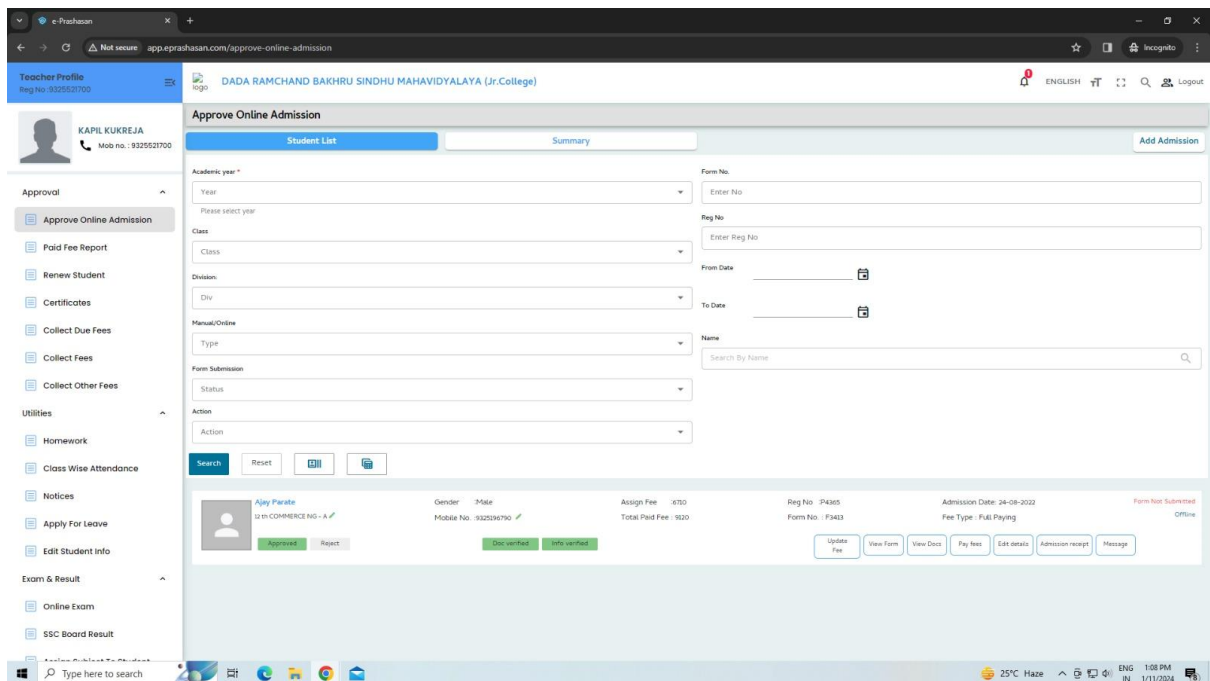 e-Prashasan
Not secure app.eprashasan.com/approve-online-admission
Incognito
Teacher Profile
Reg No :9325521700
logo
DADA RAMCHAND BAKHRU SINDHU MAHAVIDYALAYA (Jr.College)
1
ENGLISH
Logout
KAPIL KUKREJA
Mob no. : 9325521700
Approval
Approve Online Admission
Paid Fee Report
Renew Student
Certificates
Collect Due Fees
Collect Fees
Collect Other Fees
Utilities
Homework
Class Wise Attendance
Notices
Apply For Leave
Edit Student Info
Exam & Result
Online Exam
SSC Board Result
Assign Subject To Student
Approve Online Admission
Student List
Summary
Add Admission
Academic year *
Year
Please select year
Class
Class
Division:
Div
Manual/Online
Type
Form Submission
Status
Action
Action
Form No.
Enter No
Reg No
Enter Reg No
From Date
To Date
Name
Search By Name
Search
Reset
Ajay Parate
12 th COMMERCE NG - A
Approved
Reject
Gender :Male
Mobile No. :9325196790
Doc verified
Info verified
Assign Fee :6710
Total Paid Fee : 9120
Reg No :P4365
Form No. : F3413
Admission Date: 24-08-2022
Fee Type : Full Paying
Form Not Submitted
Offline
Update Fee
View Form
View Docs
Pay fees
Edit details
Admission receipt
Message
Type here to search
25°C Haze
ENG
IN
1:08 PM
1/11/2024